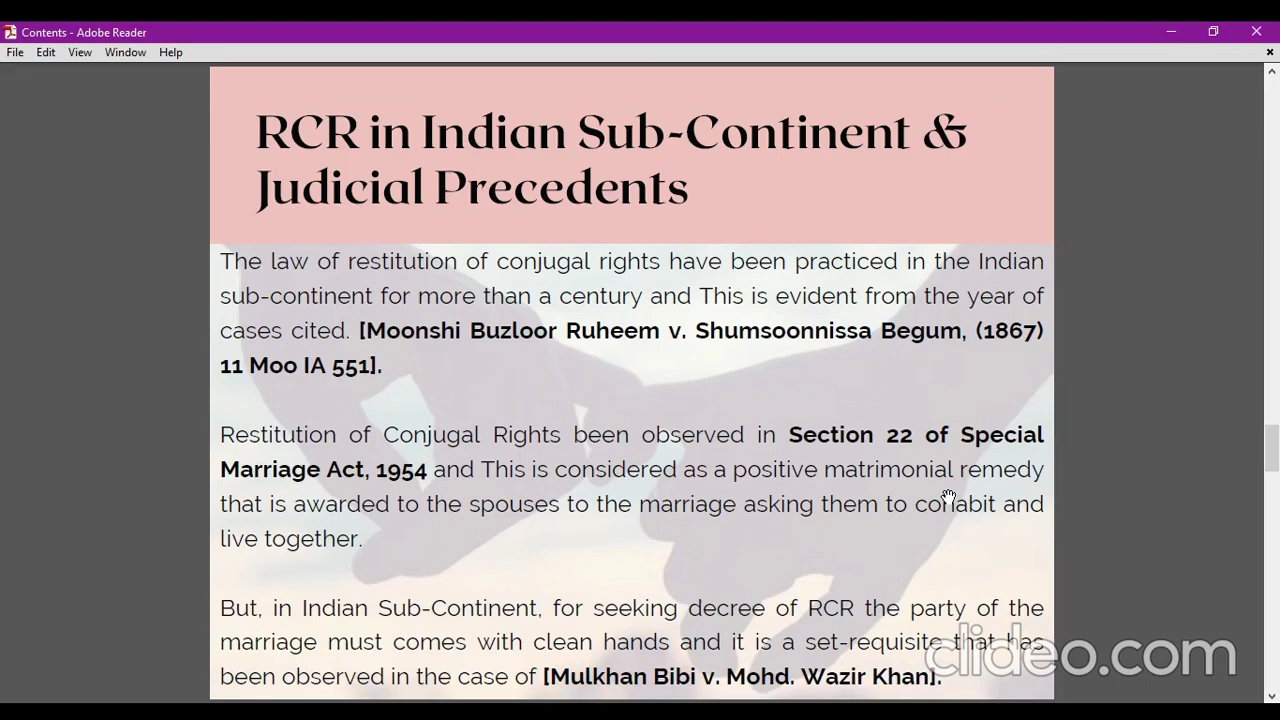 Contents - Adobe Reader
File Edit View Window Help
RCR in Indian Sub-Continent &
Judicial Precedents
The law of restitution of conjugal rights have been practiced in the Indian
sub-continent for more than a century and This is evident from the year of
cases cited. [Moonshi Buzloor Ruheem v. Shumsoonnissa Begum, (1867)
11 Moo IA 551].
Restitution of Conjugal Rights been observed in Section 22 of Special
Marriage Act, 1954 and This is considered as a positive matrimonial remedy
that is awarded to the spouses to the marriage asking them to cohabit and
live together.
But, in Indian Sub-Continent, for seeking decree of RCR the party of the
marriage must comes with clean hands and it is a set-requisite that has
been observed in the case of [Mulkhan Bibi v. Mohd. Wazir Khan].
clideo.com